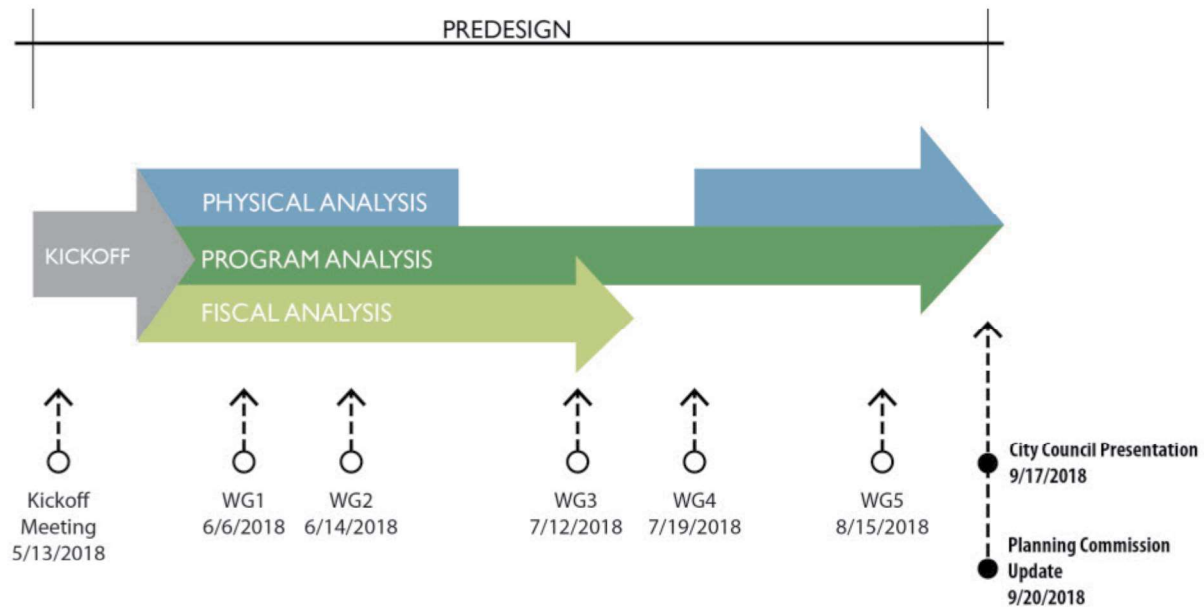 PREDESIGN
PHYSICAL ANALYSIS
KICKOFF
PROGRAM ANALYSIS
FISCAL ANALYSIS
Kickoff
Meeting
5/13/2018
WG1
6/6/2018
WG2
6/14/2018
WG3
7/12/2018
WG4
7/19/2018
WG5
8/15/2018
City Council Presentation
9/17/2018
Planning Commission
Update
9/20/2018